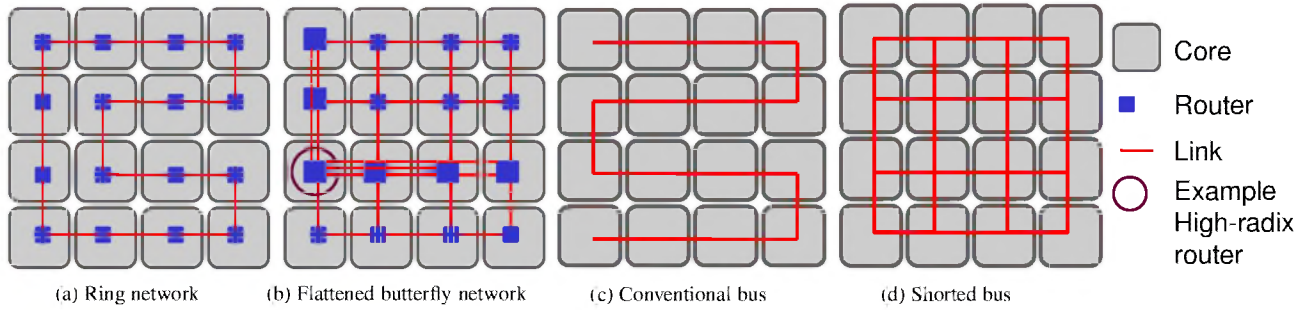 Core
Router
Link
Example
High-radix
router
(a) Ring network
(b) Flattened butterfly network
(c) Conventional bus
(d) Shorted bus